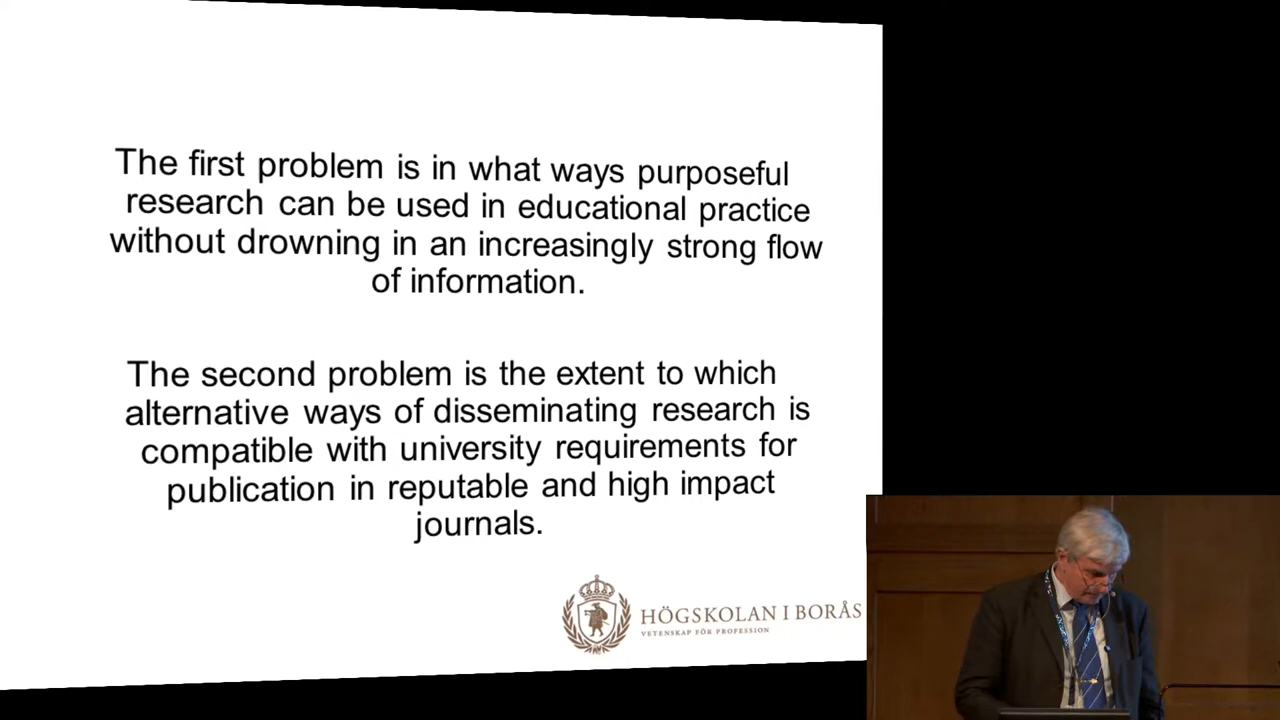 The first problem is in what ways purposeful
research can be used in educational practice
without drowning in an increasingly strong flow
of information.
The second problem is the extent to which
alternative ways of disseminating research is
compatible with university requirements for
publication in reputable and high impact
journals.
HÖGSKOLAN I BORÅS
VETENSKAP FÖR PROFESSION